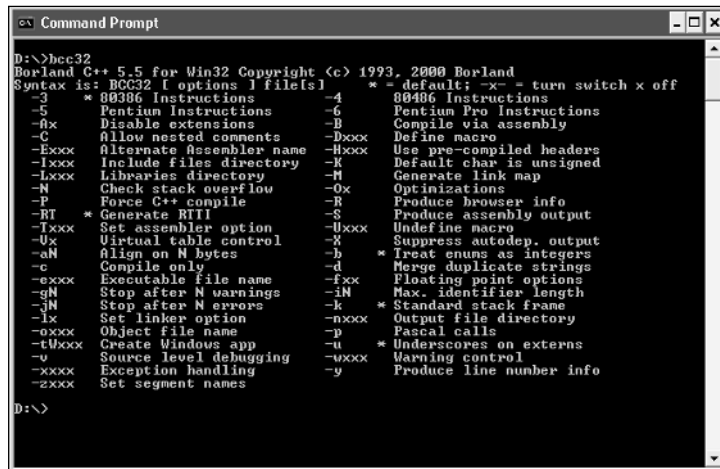 Command Prompt
D:\>bcc32
Borland C++ 5.5 for Win32 Copyright (c) 1993, 2000 Borland
Syntax is: BCC32 [ options ] file[s]     * = default; -x- = turn switch x off
  -3    * 80386 Instructions       -4      80486 Instructions
  -5      Pentium Instructions     -6      Pentium Pro Instructions
  -Ax     Disable extensions       -B      Compile via assembly
  -C      Allow nested comments    -Dxxx   Define macro
  -Exxx   Alternate Assembler name -Hxxx   Use pre-compiled headers
  -Ixxx   Include files directory  -K      Default char is unsigned
  -Lxxx   Libraries directory      -M      Generate link map
  -N      Check stack overflow     -Ox     Optimizations
  -P      Force C++ compile        -R      Produce browser info
  -RT   * Generate RTTI            -S      Produce assembly output
  -Txxx   Set assembler option     -Uxxx   Undefine macro
  -Vx     Virtual table control    -X      Suppress autodep. output
  -aN     Align on N bytes         -b    * Treat enums as integers
  -c      Compile only             -d      Merge duplicate strings
  -exxx   Executable file name     -fxx    Floating point options
  -gN     Stop after N warnings    -iN     Max. identifier length
  -jN     Stop after N errors      -k    * Standard stack frame
  -lx     Set linker option        -nxxx   Output file directory
  -oxxx   Object file name         -p      Pascal calls
  -tWxxx  Create Windows app       -u    * Underscores on externs
  -v      Source level debugging   -wxxx   Warning control
  -xxxx   Exception handling       -y      Produce line number info
  -zxxx   Set segment names
D:\>